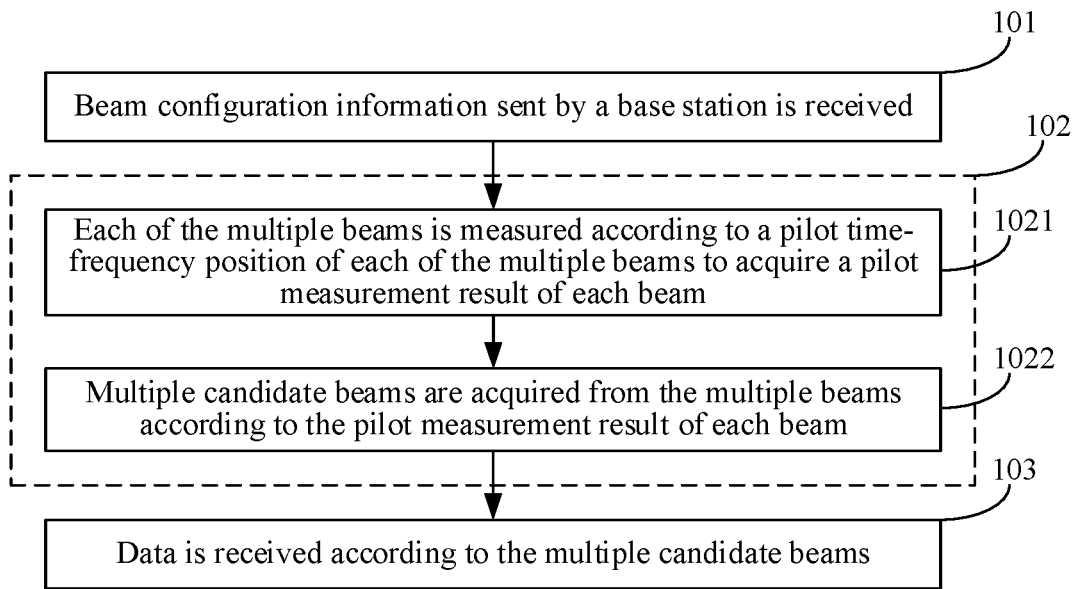 101
Beam configuration information sent by a base station is received
102
Each of the multiple beams is measured according to a pilot time-
frequency position of each of the multiple beams to acquire a pilot
measurement result of each beam
1021
Multiple candidate beams are acquired from the multiple beams
according to the pilot measurement result of each beam
1022
103
Data is received according to the multiple candidate beams